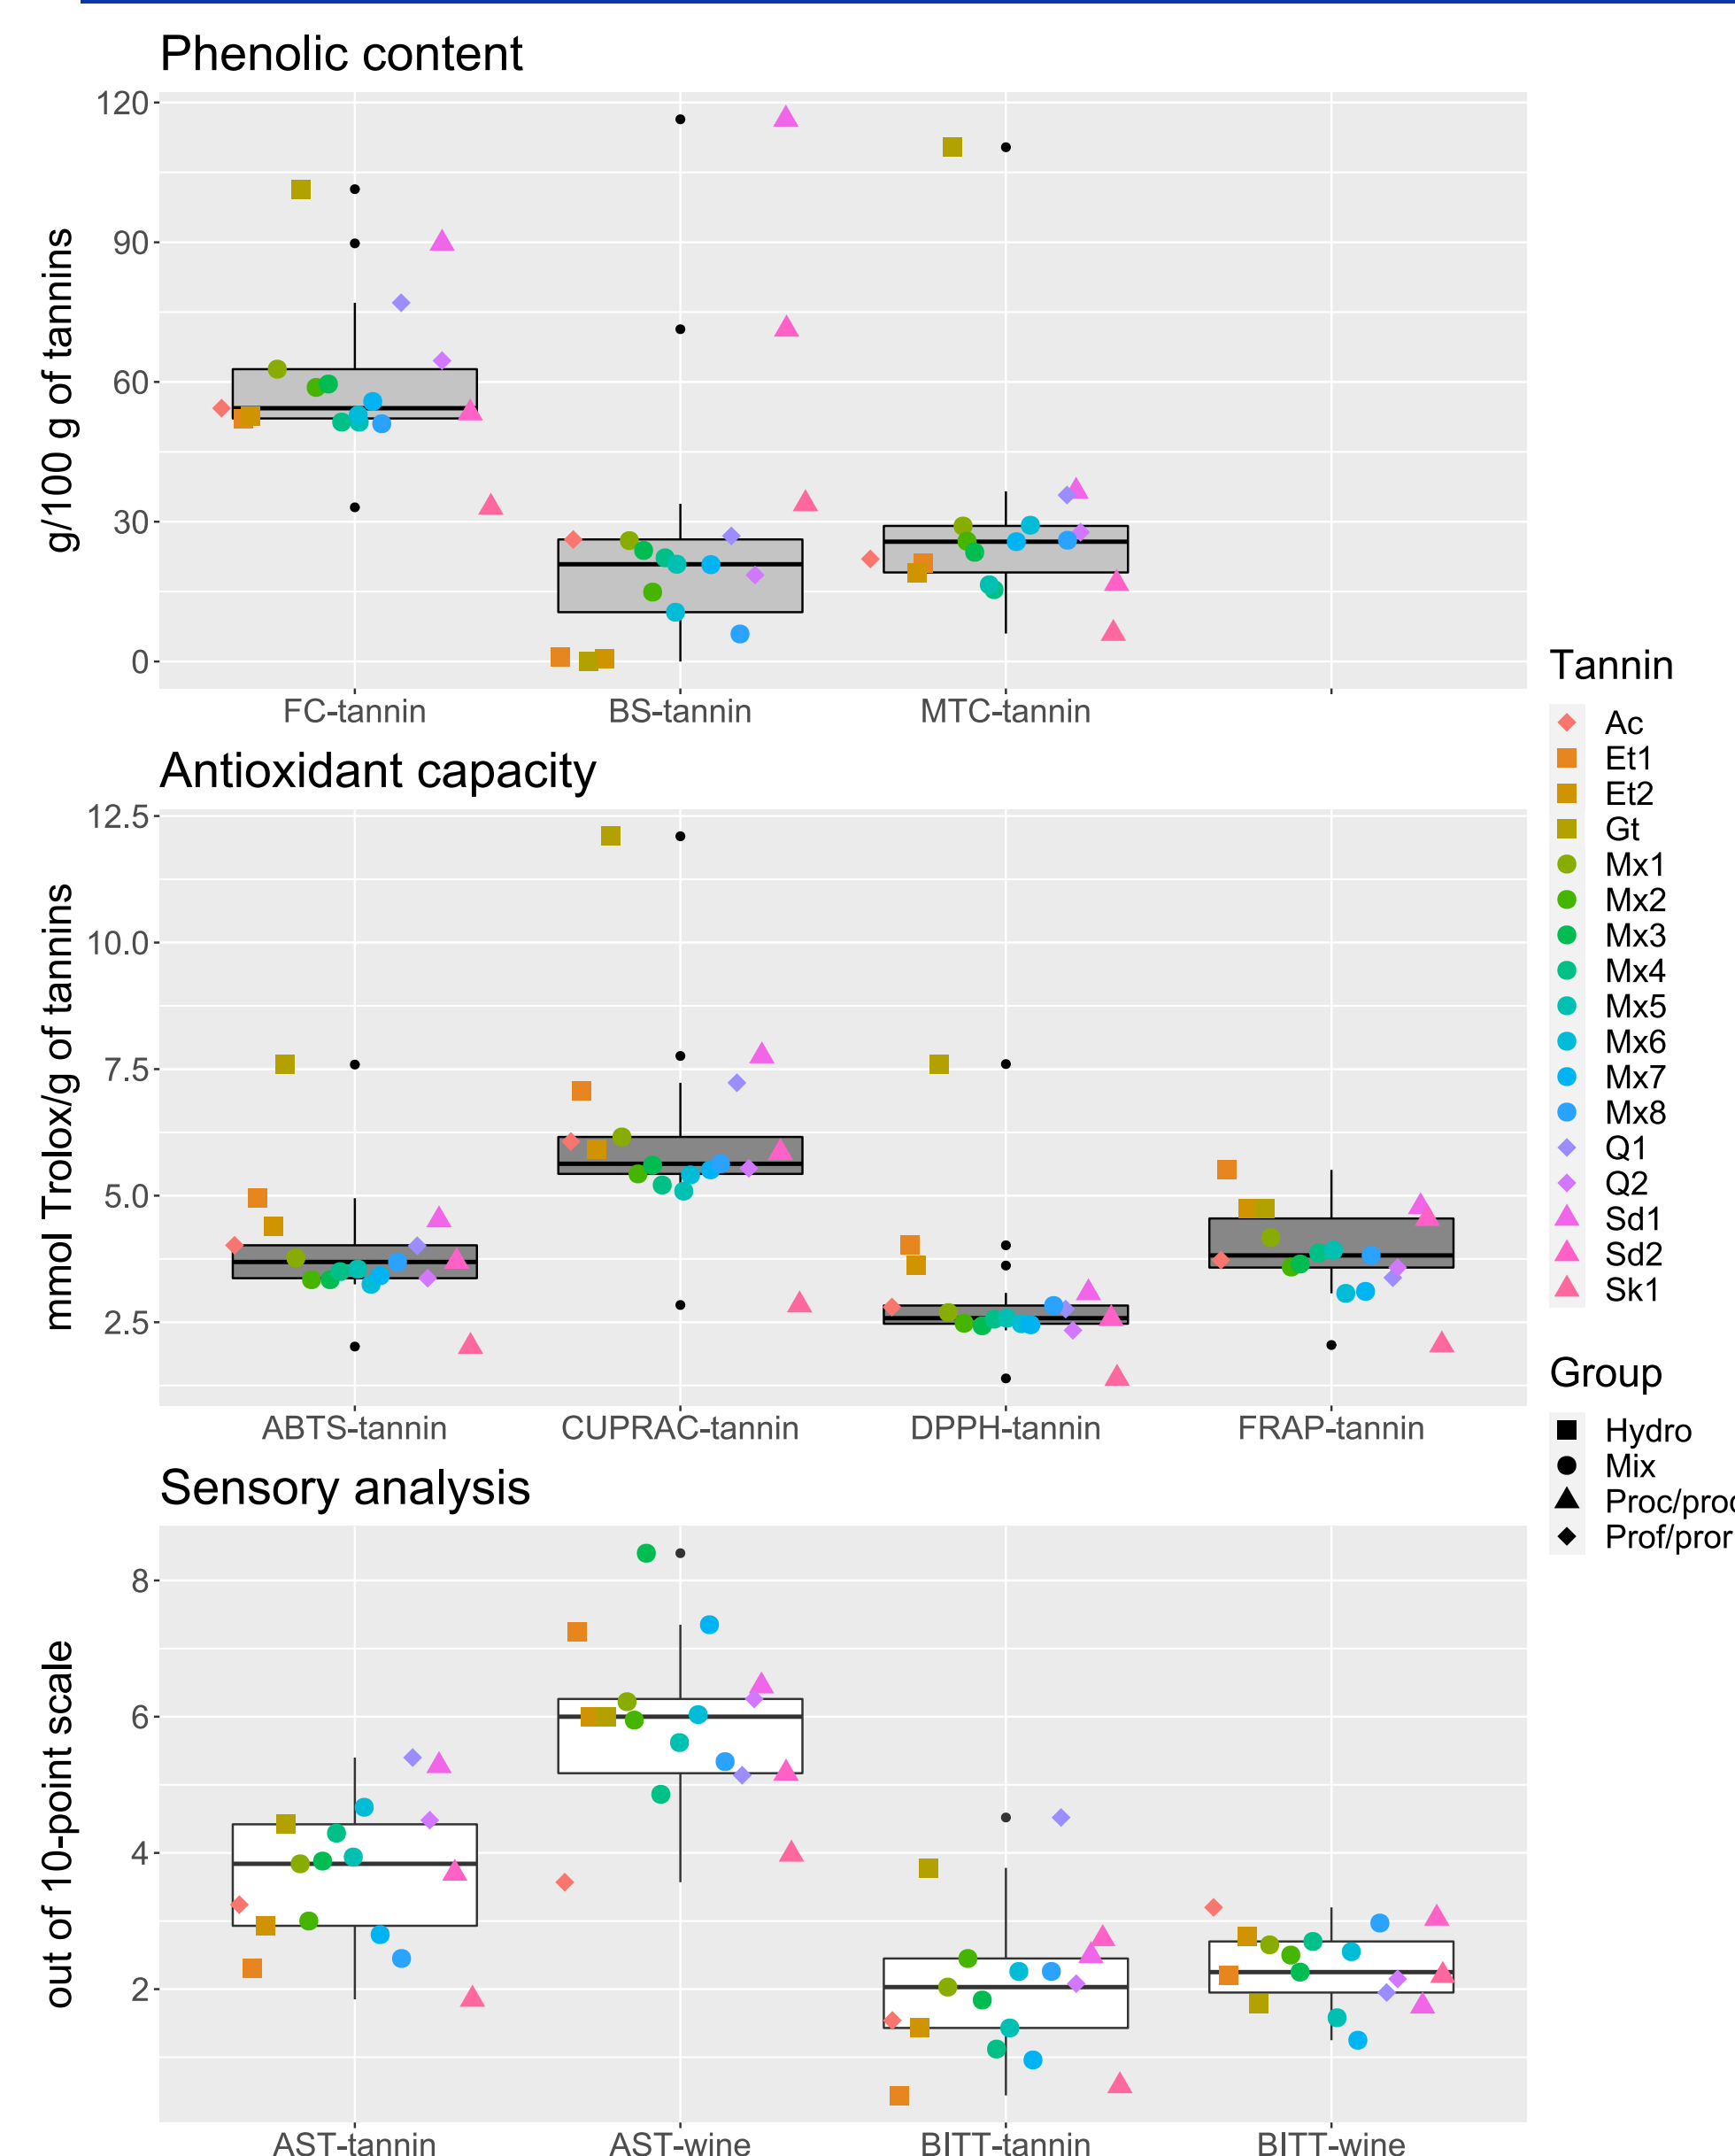 Phenolic content
g/100 g of tannins
120
90
60
30
0
FC-tannin
BS-tannin
MTC-tannin
Antioxidant capacity
mmol Trolox/g of tannins
12.5
10.0
7.5
5.0
2.5
ABTS-tannin
CUPRAC-tannin
DPPH-tannin
FRAP-tannin
Sensory analysis
out of 10-point scale
8
6
4
2
AST-tannin
AST-wine
BITT-tannin
BITT-wine
Tannin
Ac
Et1
Et2
Gt
Mx1
Mx2
Mx3
Mx4
Mx5
Mx6
Mx7
Mx8
Q1
Q2
Sd1
Sd2
Sk1
Group
Hydro
Mix
Proc/proc
Prof/pror